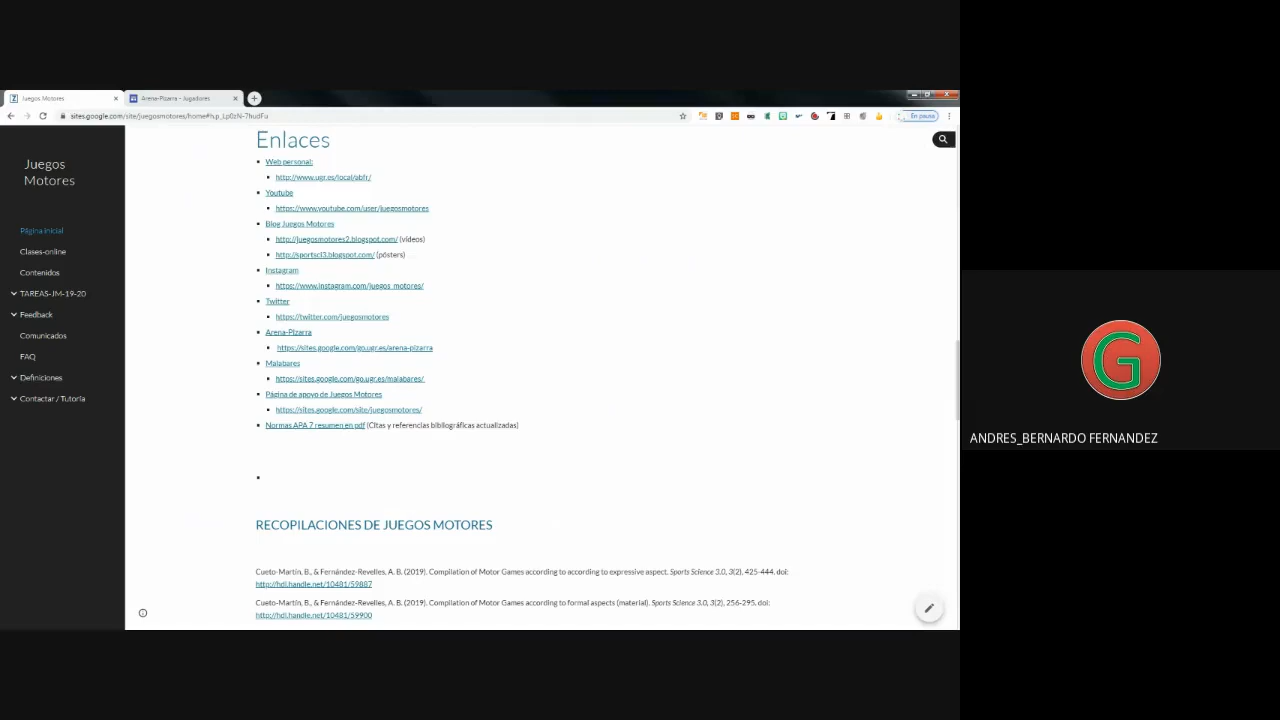 Juegos Motores
Arena-Pizarra - Jugadores
sites.google.com/site/juegosmotores/home#h.p_Lp0zN-7hudFu
En pausa
Juegos
Motores
Página inicial
Clases-online
Contenidos
TAREAS-JM-19-20
Feedback
Comunicados
FAQ
Definiciones
Contactar / Tutoría
Enlaces
Web personal:
http://www.ugr.es/local/abfr/
Youtube
https://www.youtube.com/user/juegosmotores
Blog Juegos Motores
http://juegosmotores2.blogspot.com/ (vídeos)
http://sportsci3.blogspot.com/ (pósters)
Instagram
https://www.instagram.com/juegos_motores/
Twitter
https://twitter.com/juegosmotores
Arena-Pizarra
https://sites.google.com/go.ugr.es/arena-pizarra
Malabares
https://sites.google.com/go.ugr.es/malabares/
Página de apoyo de Juegos Motores
https://sites.google.com/site/juegosmotores/
Normas APA 7 resumen en pdf (Citas y referencias bibliográficas actualizadas)
RECOPILACIONES DE JUEGOS MOTORES
Cueto-Martín, B., & Fernández-Revelles, A. B. (2019). Compilation of Motor Games according to according to expressive aspect. Sports Science 3.0, 3(2), 425-444. doi:
http://hdl.handle.net/10481/59887
Cueto-Martín, B., & Fernández-Revelles, A. B. (2019). Compilation of Motor Games according to formal aspects (material). Sports Science 3.0, 3(2), 256-295. doi:
http://hdl.handle.net/10481/59900
G
ANDRES_BERNARDO FERNANDEZ